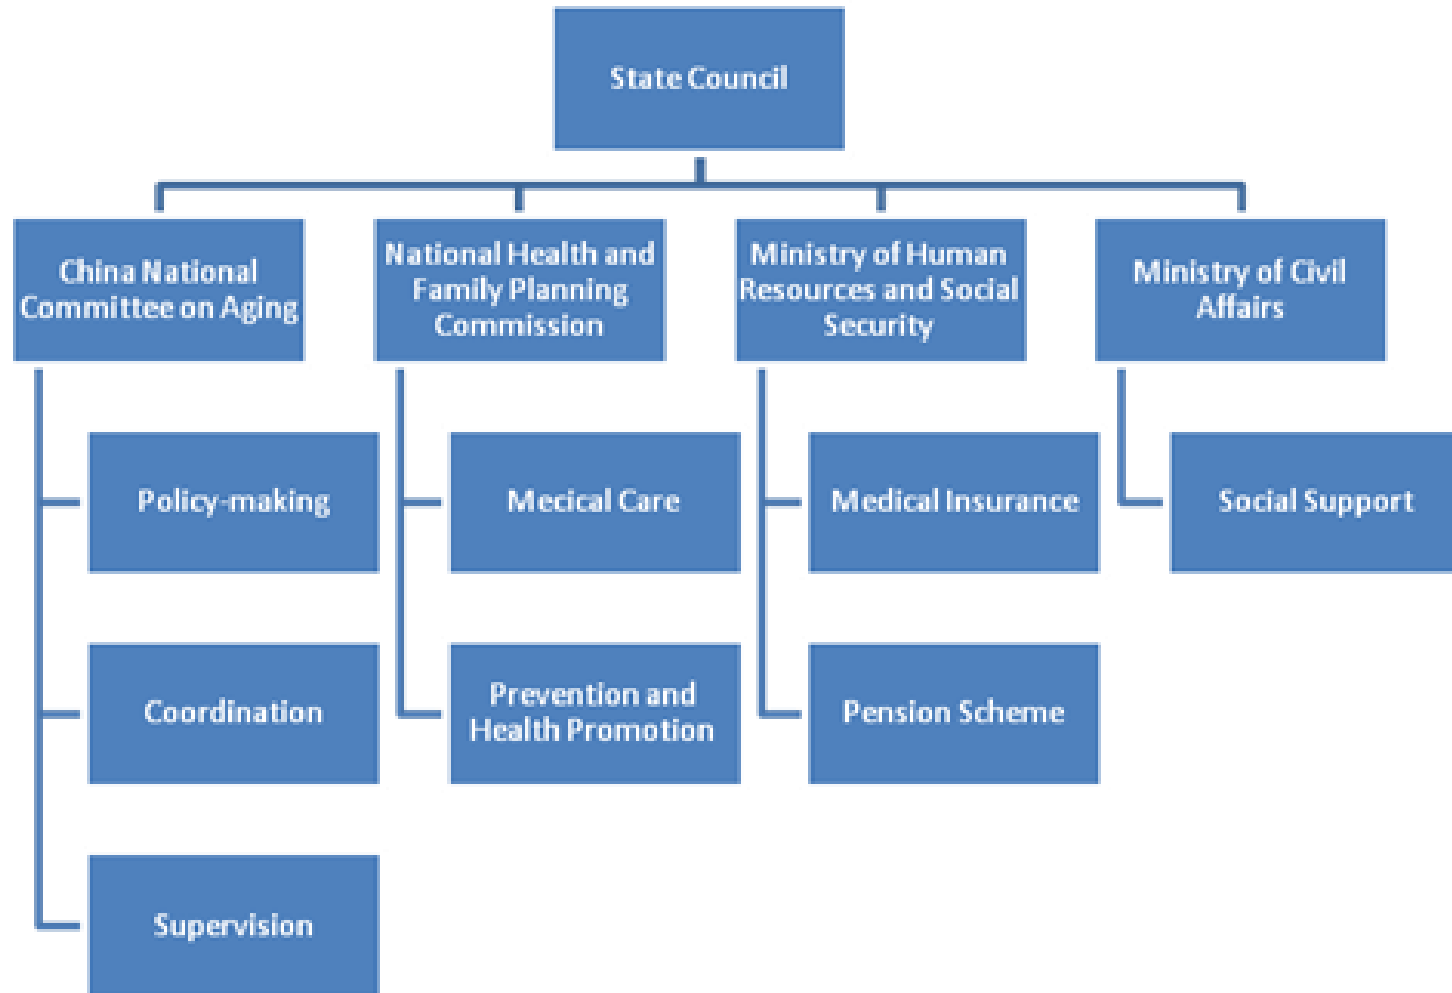 State Council
China National
Committee on Aging
National Health and
Family Planning
Commission
Ministry of Human
Resources and Social
Security
Ministry of Civil
Affairs
Policy-making
Mecical Care
Medical Insurance
Social Support
Coordination
Prevention and
Health Promotion
Pension Scheme
Supervision